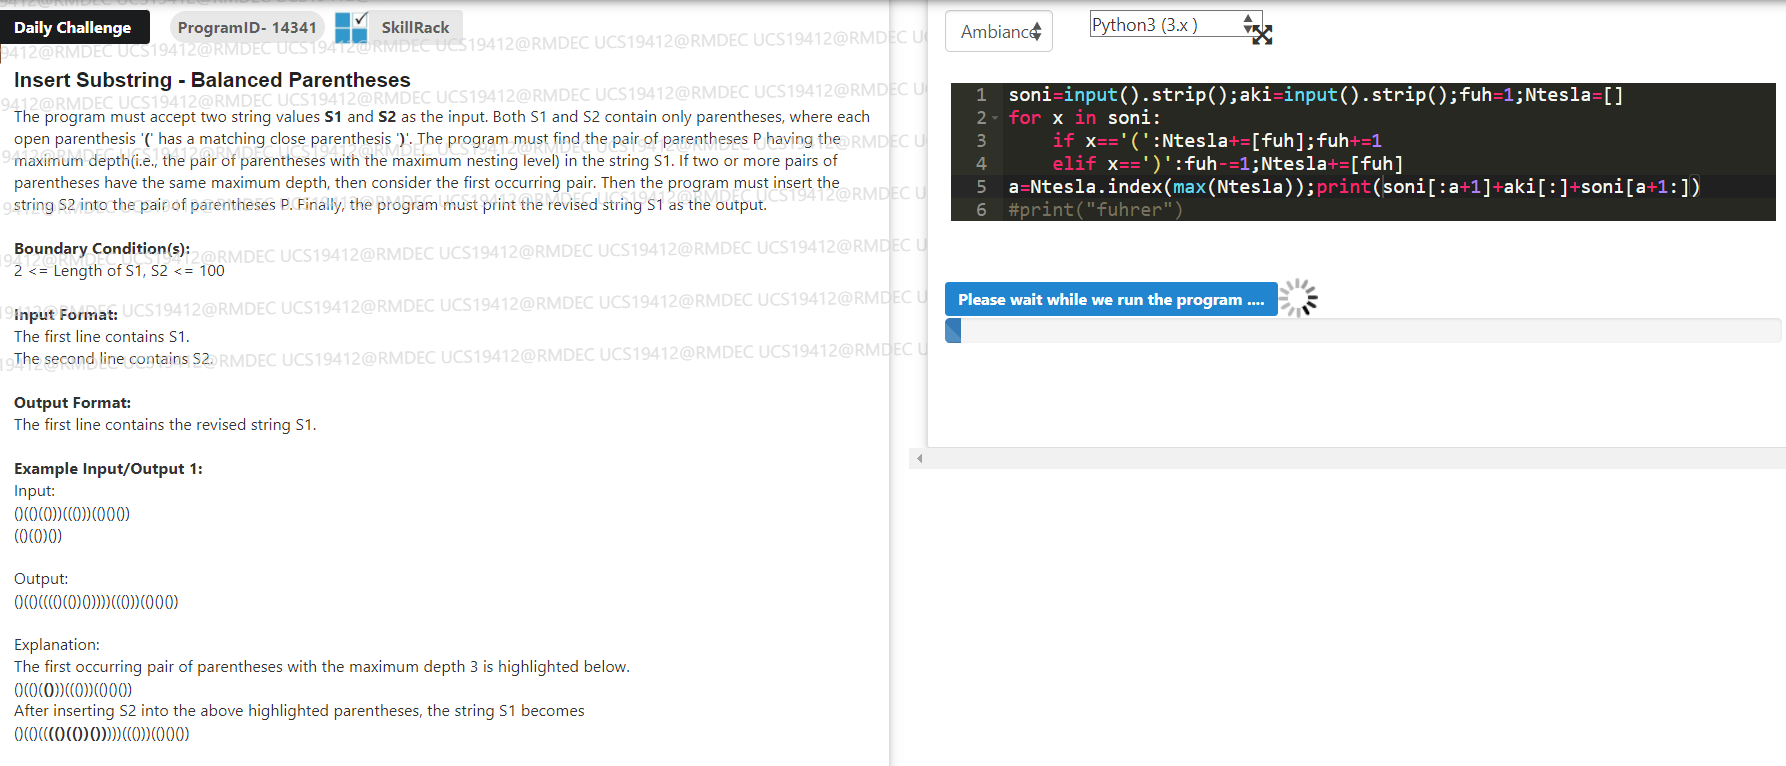 Daily Challenge
ProgramID- 14341
SkillRack
Insert Substring - Balanced Parentheses
The program must accept two string values S1 and S2 as the input. Both S1 and S2 contain only parentheses, where each
open parenthesis '(' has a matching close parenthesis ')'. The program must find the pair of parentheses P having the
maximum depth(i.e., the pair of parentheses with the maximum nesting level) in the string S1. If two or more pairs of
parentheses have the same maximum depth, then consider the first occurring pair. Then the program must insert the
string S2 into the pair of parentheses P. Finally, the program must print the revised string S1 as the output.
Boundary Condition(s):
2 <= Length of S1, S2 <= 100
Input Format:
The first line contains S1.
The second line contains S2.
Output Format:
The first line contains the revised string S1.
Example Input/Output 1:
Input:
()(()(()))((()))(()()())
(()(())())
Output:
()(()(((()(())()))))((()))(()()())
Explanation:
The first occurring pair of parentheses with the maximum depth 3 is highlighted below.
()(()(()))((()))(()()())
After inserting S2 into the above highlighted parentheses, the string S1 becomes
()(()(((()(())()))))((()))(()()())
Ambiance
Python3 (3.x )
1 soni=input().strip();aki=input().strip();fuh=1;Ntesla=[]
2 for x in soni:
3 if x=='(':Ntesla+=[fuh];fuh+=1
4 elif x==')':fuh-=1;Ntesla+=[fuh]
5 a=Ntesla.index(max(Ntesla));print(soni[:a+1]+aki[:]+soni[a+1:])
6 #print("fuhrer")
Please wait while we run the program ....
UCS19412@RMDEC UCS19412@RMDEC UCS19412@RMDEC UCS19412@RMDEC